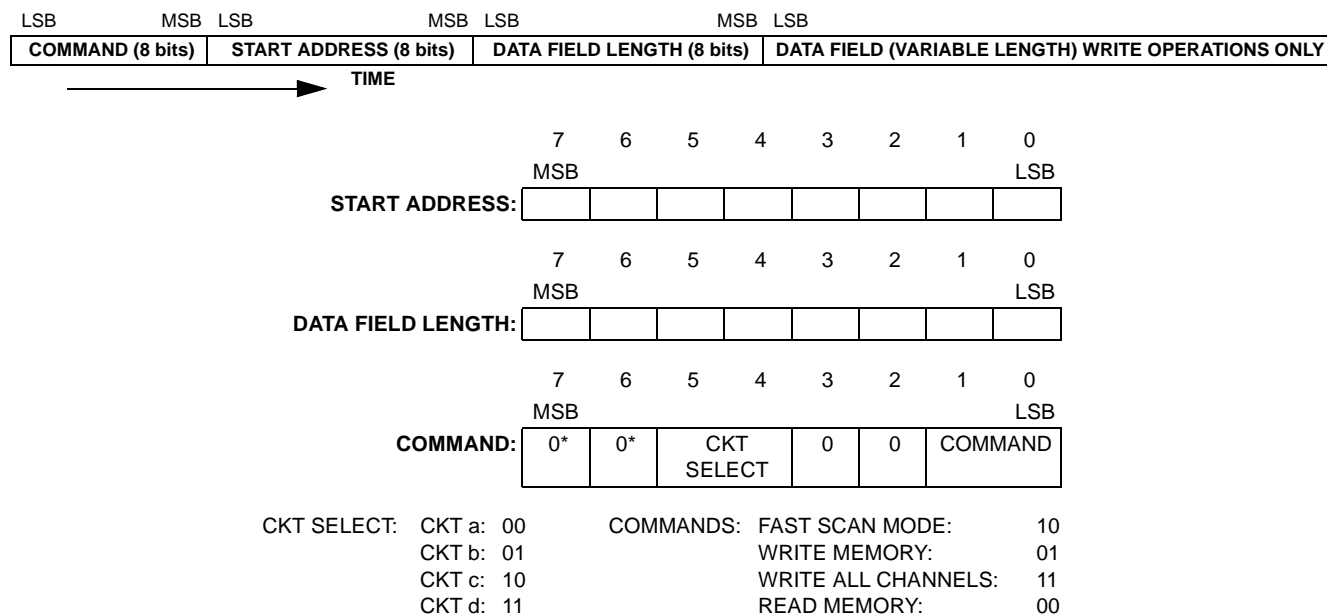 LSB MSB LSB MSB LSB MSB LSB
COMMAND (8 bits) START ADDRESS (8 bits) DATA FIELD LENGTH (8 bits) DATA FIELD (VARIABLE LENGTH) WRITE OPERATIONS ONLY
TIME
7 6 5 4 3 2 1 0
MSB LSB
START ADDRESS:
7 6 5 4 3 2 1 0
MSB LSB
DATA FIELD LENGTH:
7 6 5 4 3 2 1 0
MSB LSB
COMMAND: 0* 0* CKT 0 0 COMMAND
SELECT
CKT SELECT: CKT a: 00 COMMANDS: FAST SCAN MODE: 10
CKT b: 01 WRITE MEMORY: 01
CKT c: 10 WRITE ALL CHANNELS: 11
CKT d: 11 READ MEMORY: 00